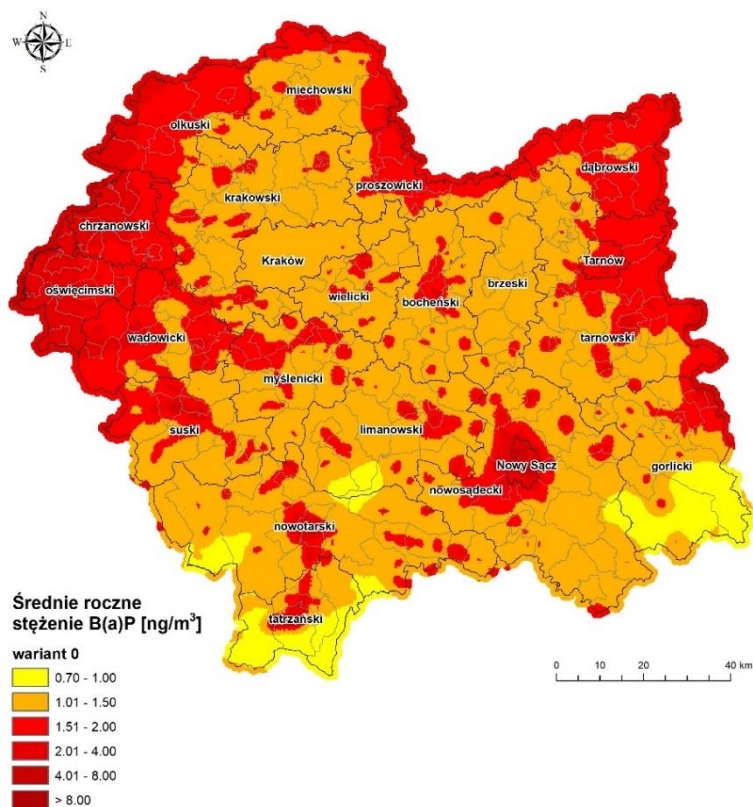 N
W E
S
miechowski
olkuski
dąbrowski
proszowicki
krakowski
chrzanowski
Kraków
Tarnów
oświęcimski
wielicki
bocheński
brzeski
wadowicki
tarnowski
myślenicki
suski
limanowski
Nowy Sącz
gorlicki
nowosądecki
nowotarski
tatrzański
Średnie roczne
stężenie B(a)P [ng/m³]
wariant 0
0.70 - 1.00
1.01 - 1.50
1.51 - 2.00
2.01 - 4.00
4.01 - 8.00
> 8.00
0 10 20 40 km